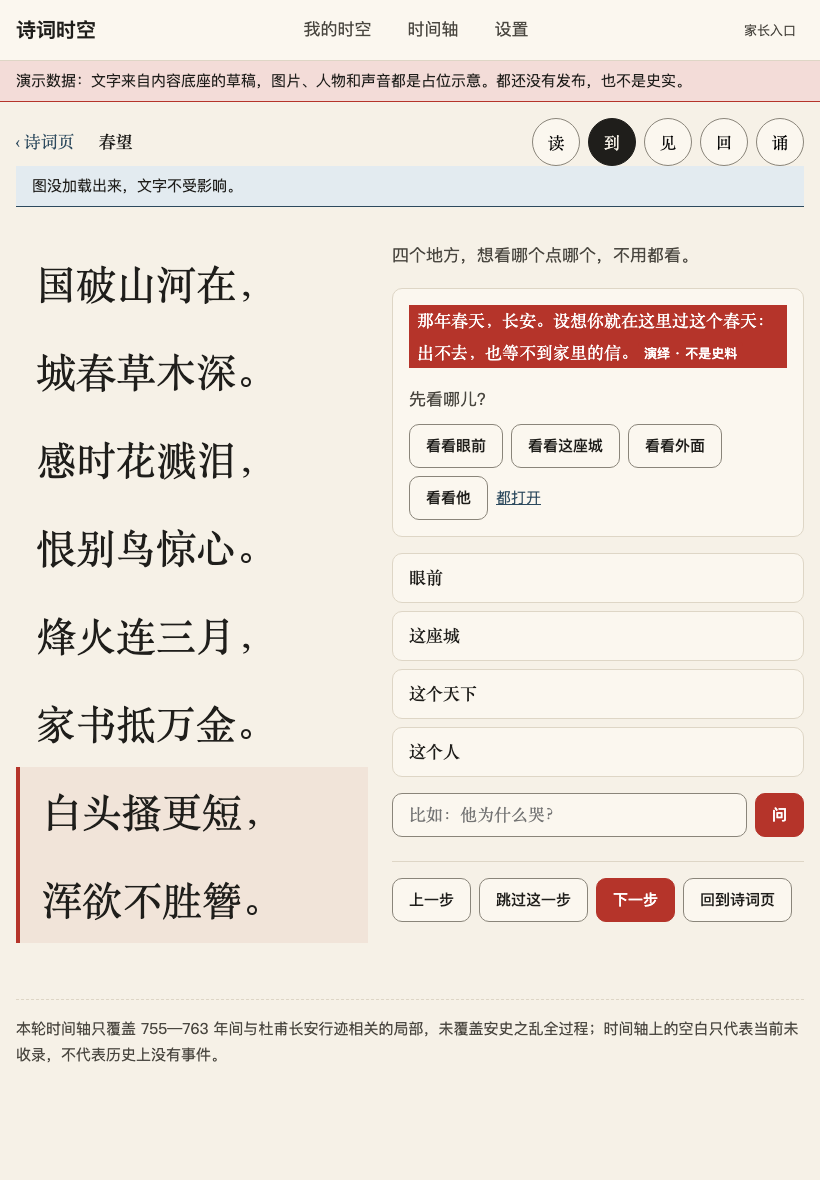 诗词时空
我的时空 时间轴 设置
家长入口
演示数据：文字来自内容底座的草稿，图片、人物和声音都是占位示意。都还没有发布，也不是史实。
‹ 诗词页 春望
读 到 见 回 诵
图没加载出来，文字不受影响。
国破山河在，
城春草木深。
感时花溅泪，
恨别鸟惊心。
烽火连三月，
家书抵万金。
白头搔更短，
浑欲不胜簪。
四个地方，想看哪个点哪个，不用都看。
那年春天，长安。设想你就在这里过这个春天：
出不去，也等不到家里的信。 演绎 · 不是史料
先看哪儿？
看看眼前 看看这座城 看看外面
看看他 都打开
眼前
这座城
这个天下
这个人
比如：他为什么哭？ 问
上一步 跳过这一步 下一步 回到诗词页
本轮时间轴只覆盖 755—763 年间与杜甫长安行迹相关的局部，未覆盖安史之乱全过程；时间轴上的空白只代表当前未
收录，不代表历史上没有事件。